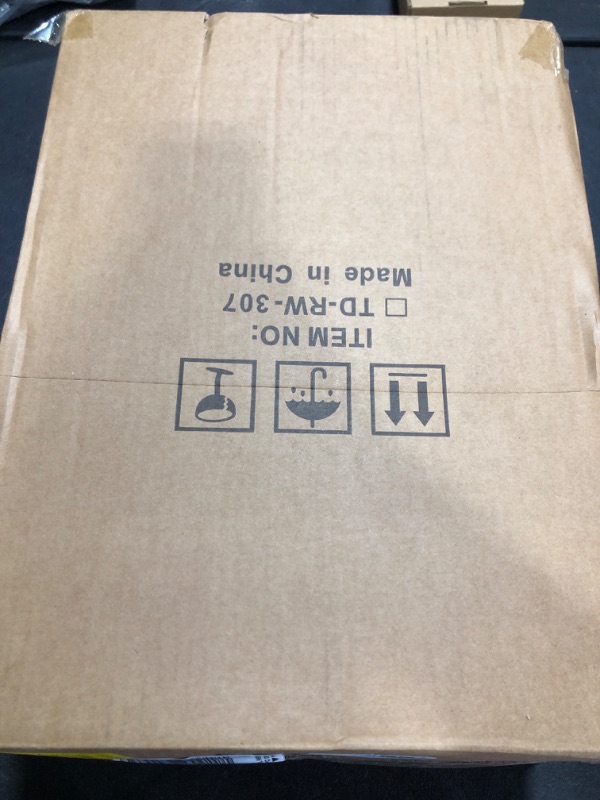 ITEM NO:
☐ TD-RW-307
Made in China